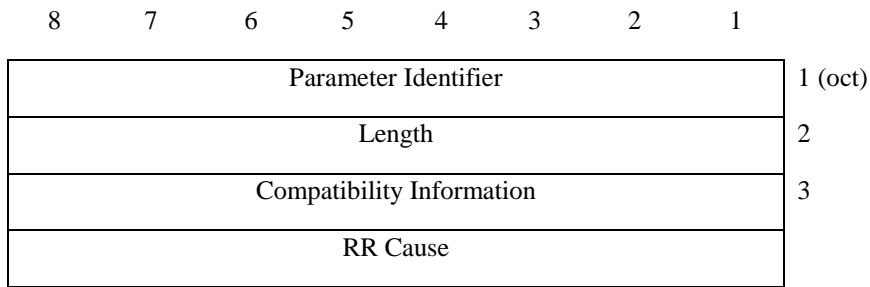 8 7 6 5 4 3 2 1
Parameter Identifier 1 (oct)
Length 2
Compatibility Information 3
RR Cause